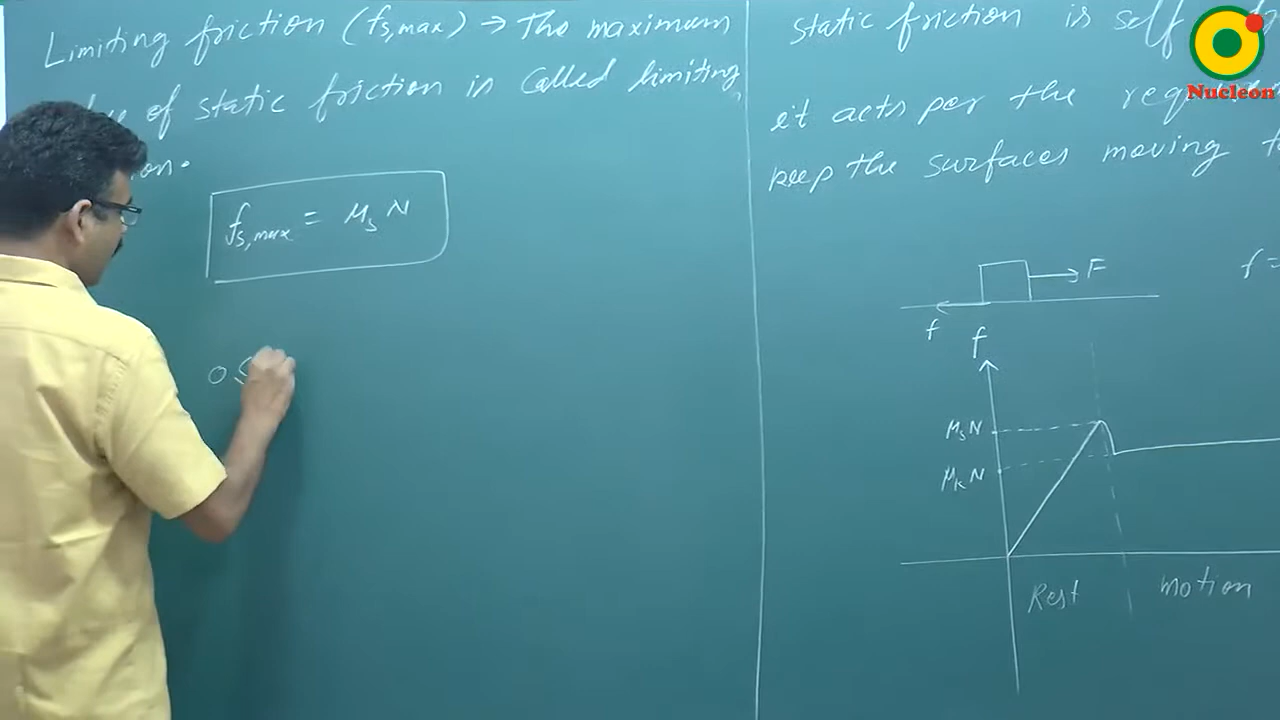 Limiting friction (fs,max) → The maximum
of static friction is called limiting
fs,max = μs N
0 ≤
static friction is self
it acts per the
keep the surfaces moving
F
f =
f
f
μs N
μk N
Rest
motion
Nucleon